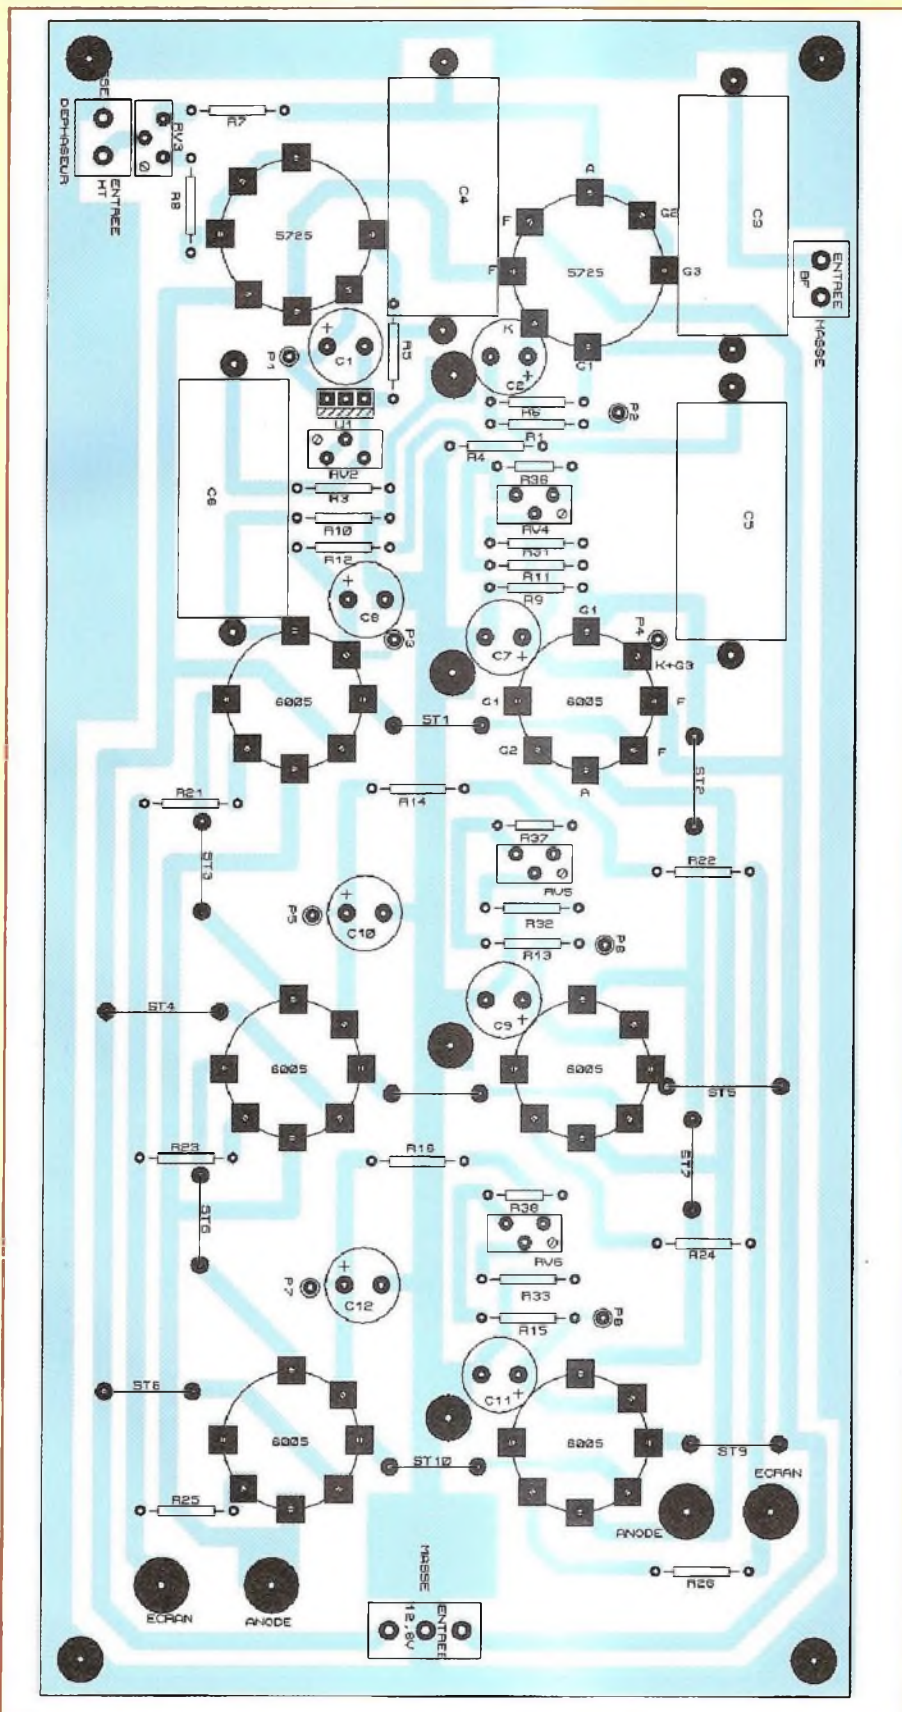 DEPHASEUR
HT
ENTREE
RV3
R7
R8
5725
C4
A
G2
F
F
5725
G3
K
G1
C3
ENTREE
BF
MASSE
P1
C1
R5
C2
U1
RV2
R6
R1
P2
R4
R36
R3
RV4
C6
R10
R31
C5
R12
R11
R9
C8
P3
C7
G1
P4
K+G3
6005
ST1
G1
6005
F
G2
F
A
ST2
R21
R14
ST3
R37
R22
RV5
P5
C10
R32
R13
P6
ST4
C9
6005
6005
ST5
R23
R16
ST7
ST6
R38
RV6
R24
P7
C12
R33
R15
P8
ST8
C11
6005
6005
ST9
ST10
ECRAN
R25
ANODE
MASSE
R26
ECRAN
ANODE
ENTREE
12,6V